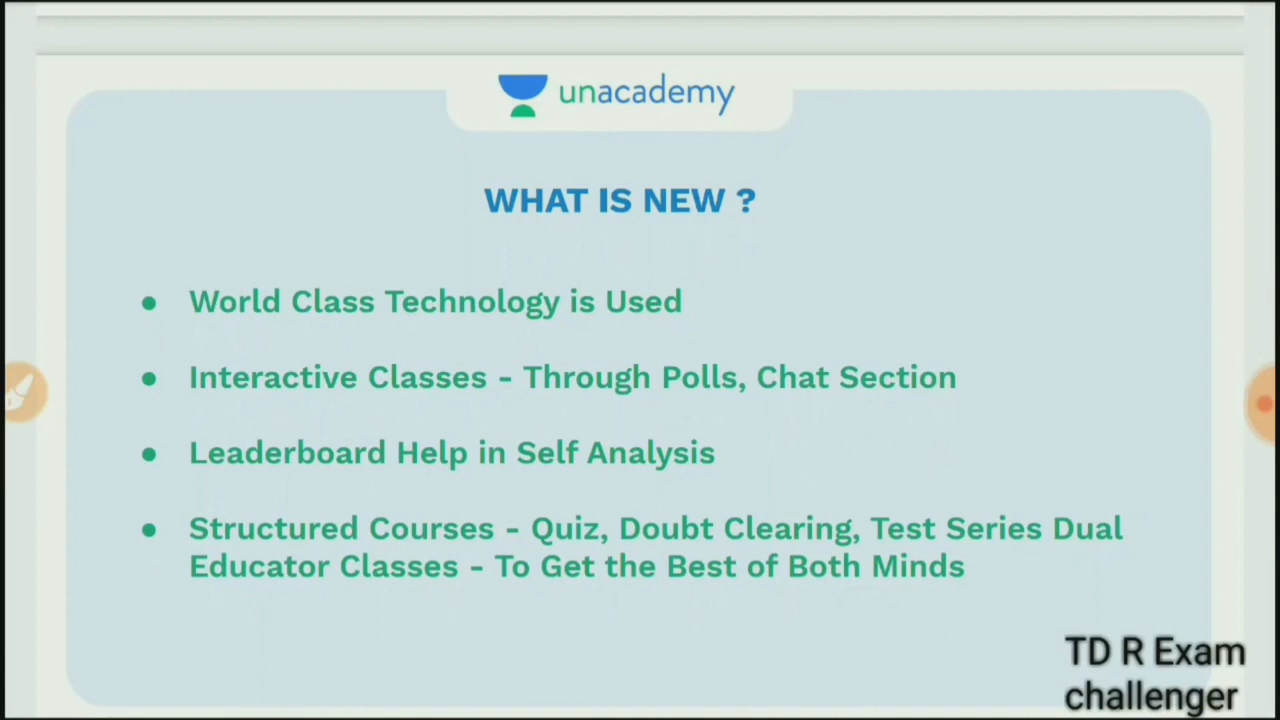 unacademy
WHAT IS NEW ?
● World Class Technology is Used
● Interactive Classes - Through Polls, Chat Section
● Leaderboard Help in Self Analysis
● Structured Courses - Quiz, Doubt Clearing, Test Series Dual
Educator Classes - To Get the Best of Both Minds
TD R Exam
challenger